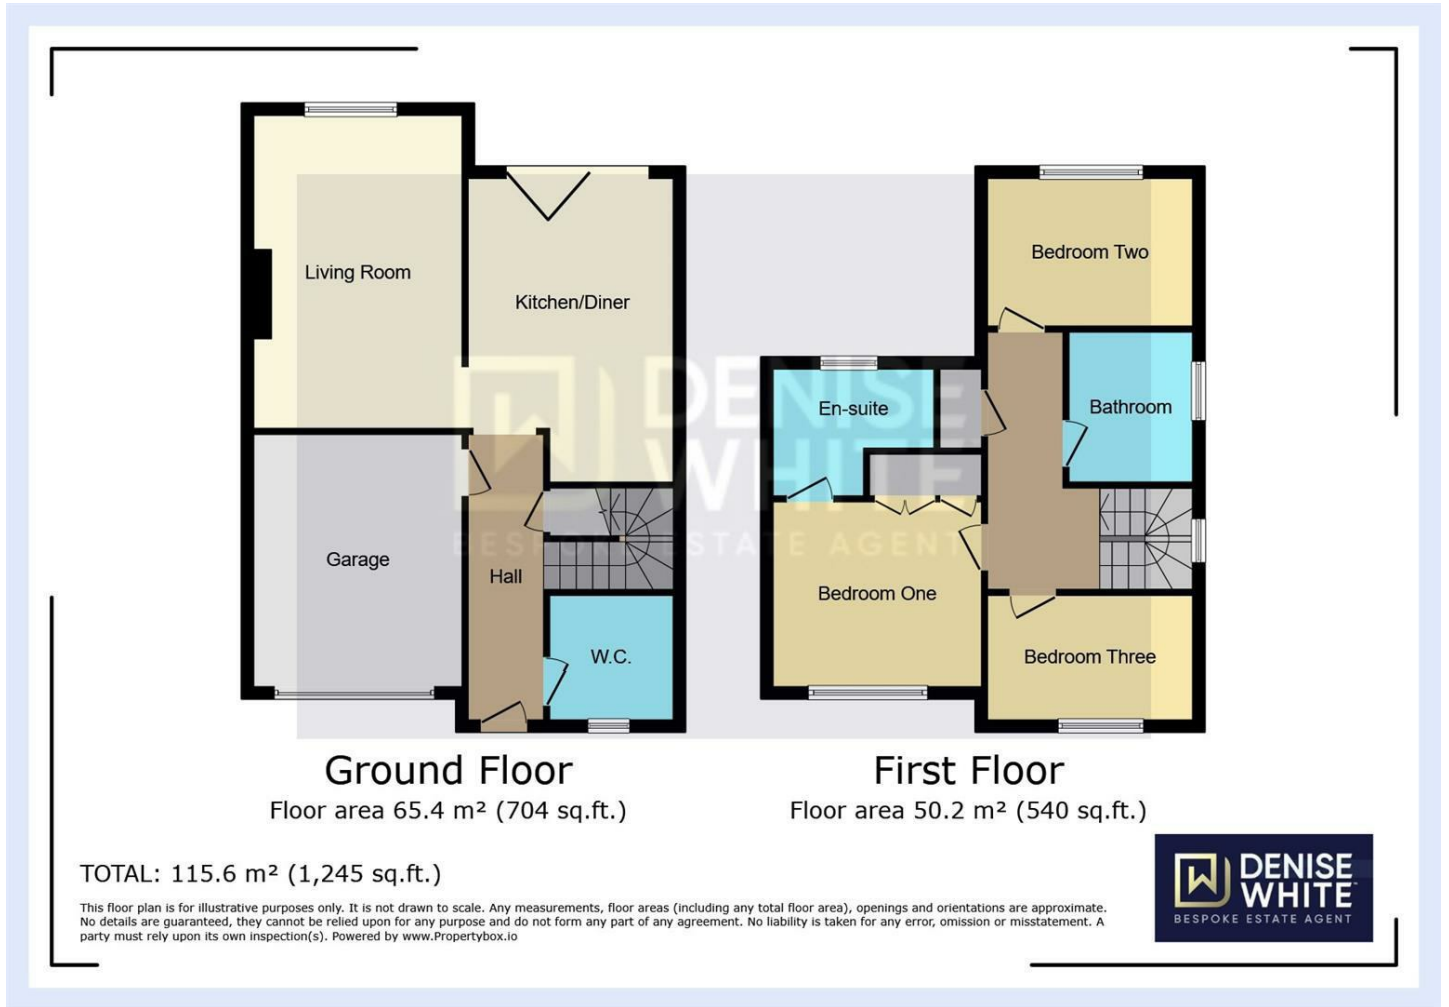 Living Room
Kitchen/Diner
Garage
Hall
W.C.
Bedroom Two
En-suite
Bathroom
Bedroom One
Bedroom Three
DENISE
WHITE
BESPOKE ESTATE AGENT
Ground Floor
Floor area 65.4 m² (704 sq.ft.)
First Floor
Floor area 50.2 m² (540 sq.ft.)
TOTAL: 115.6 m² (1,245 sq.ft.)
This floor plan is for illustrative purposes only. It is not drawn to scale. Any measurements, floor areas (including any total floor area), openings and orientations are approximate.
No details are guaranteed, they cannot be relied upon for any purpose and do not form any part of any agreement. No liability is taken for any error, omission or misstatement. A
party must rely upon its own inspection(s). Powered by www.Propertybox.io
DENISE
WHITE
BESPOKE ESTATE AGENT